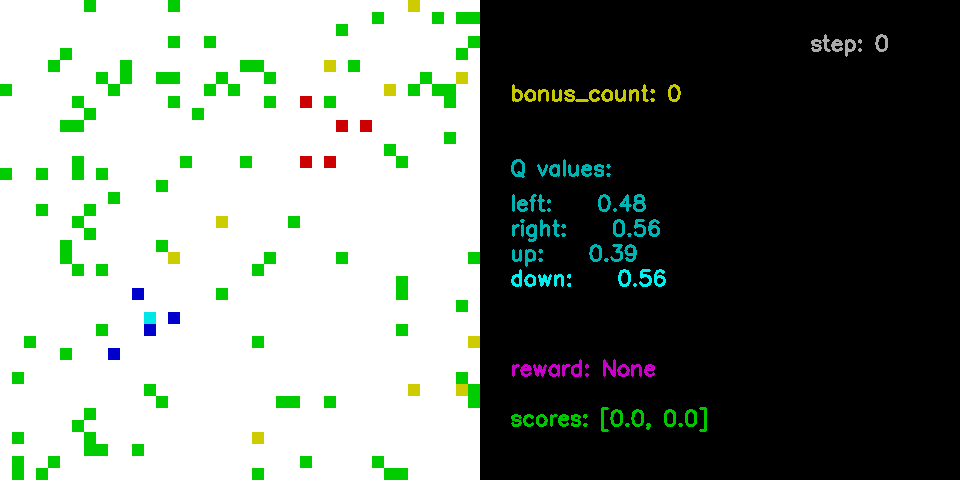 step: 0
bonus_count: 0
Q values:
left: 0.48
right: 0.56
up: 0.39
down: 0.56
reward: None
scores: [0.0, 0.0]